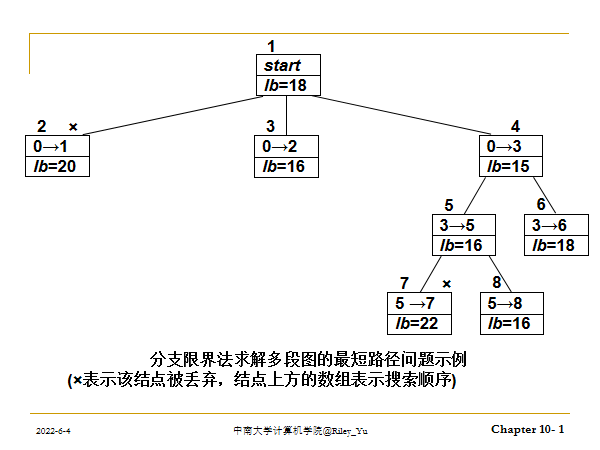 1
start
lb=18
2 × 3 4
0→1 0→2 0→3
lb=20 lb=16 lb=15
5 6
3→5 3→6
lb=16 lb=18
7 × 8
5 →7 5→8
lb=22 lb=16
分支限界法求解多段图的最短路径问题示例
(×表示该结点被丢弃，结点上方的数组表示搜索顺序)
2022-6-4 中南大学计算机学院@Riley_Yu Chapter 10- 1